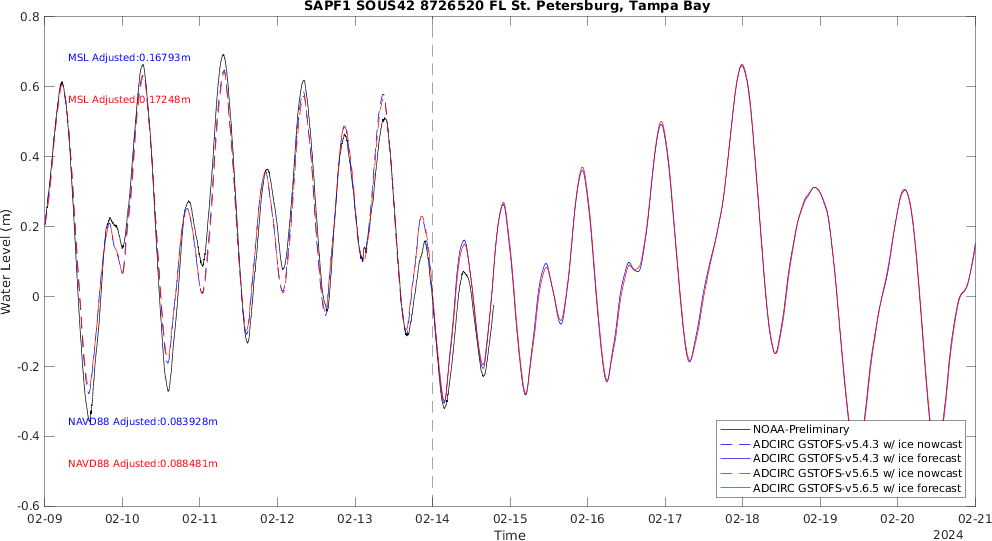 SAPF1 SOUS42 8726520 FL St. Petersburg, Tampa Bay
0.8
0.6
0.4
0.2
0
-0.2
-0.4
-0.6
Water Level (m)
MSL Adjusted:0.16793m
MSL Adjusted:0.17248m
NAVD88 Adjusted:0.083928m
NAVD88 Adjusted:0.088481m
NOAA-Preliminary
ADCIRC GSTOFS-v5.4.3 w/ ice nowcast
ADCIRC GSTOFS-v5.4.3 w/ ice forecast
ADCIRC GSTOFS-v5.6.5 w/ ice nowcast
ADCIRC GSTOFS-v5.6.5 w/ ice forecast
02-09 02-10 02-11 02-12 02-13 02-14 02-15 02-16 02-17 02-18 02-19 02-20 02-21
Time
2024